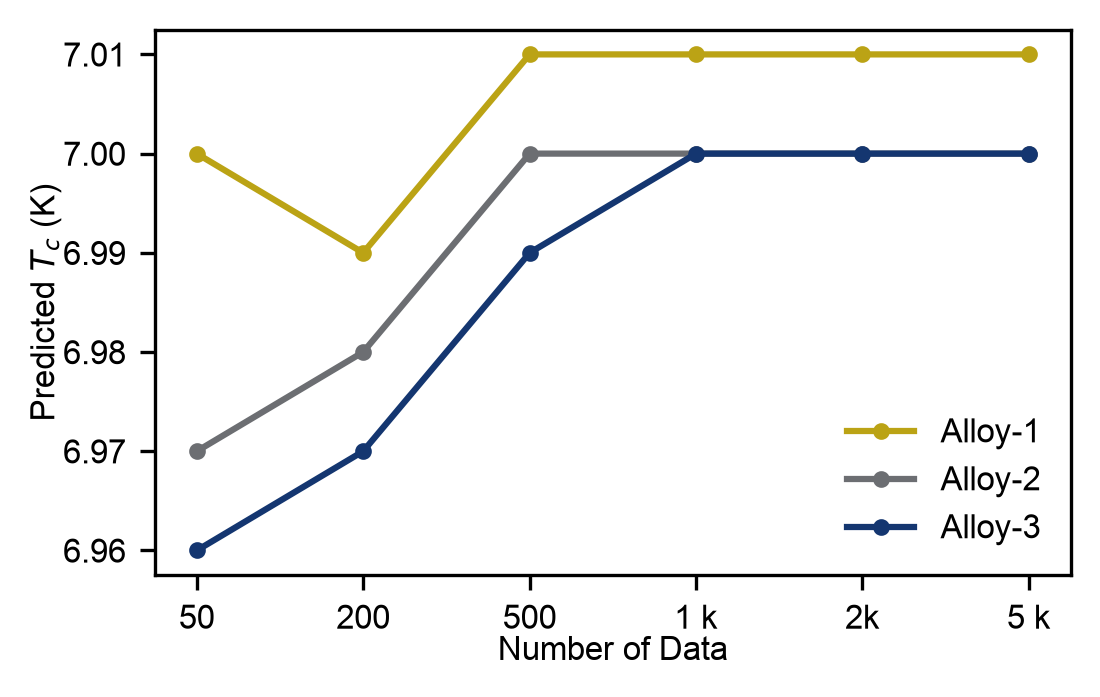 Predicted T_c (K)
7.01
7.00
6.99
6.98
6.97
6.96
Alloy-1
Alloy-2
Alloy-3
50 200 500 1 k 2k 5 k
Number of Data